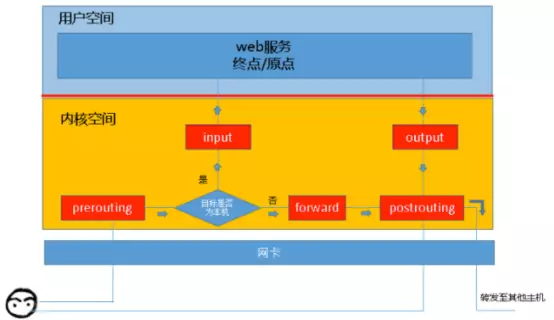 用户空间
web服务
终点/原点
内核空间
input
output
是
prerouting
目标是否
为本机
否
forward
postrouting
网卡
转发至其他主机